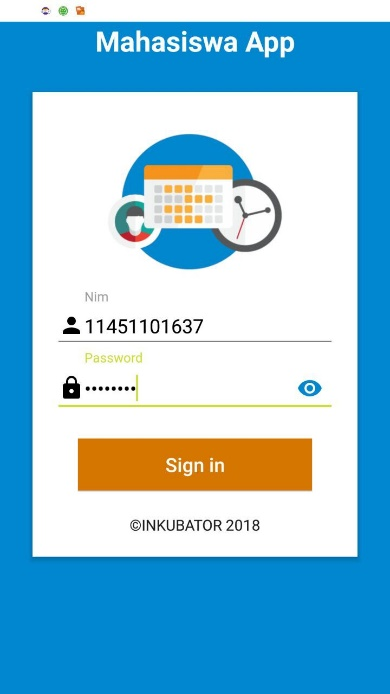 Mahasiswa App
Nim
11451101637
Password
••••••••
Sign in
©INKUBATOR 2018